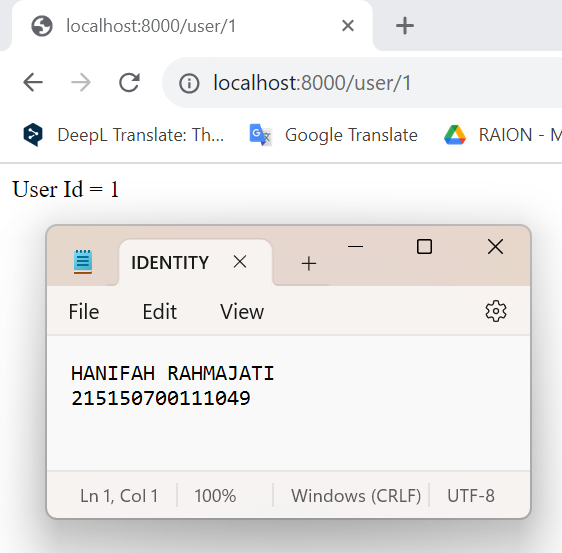 localhost:8000/user/1
localhost:8000/user/1
DeepL Translate: Th... Google Translate RAION - M
User Id = 1
IDENTITY
File Edit View
HANIFAH RAHMAJATI
215150700111049
Ln 1, Col 1 100% Windows (CRLF) UTF-8